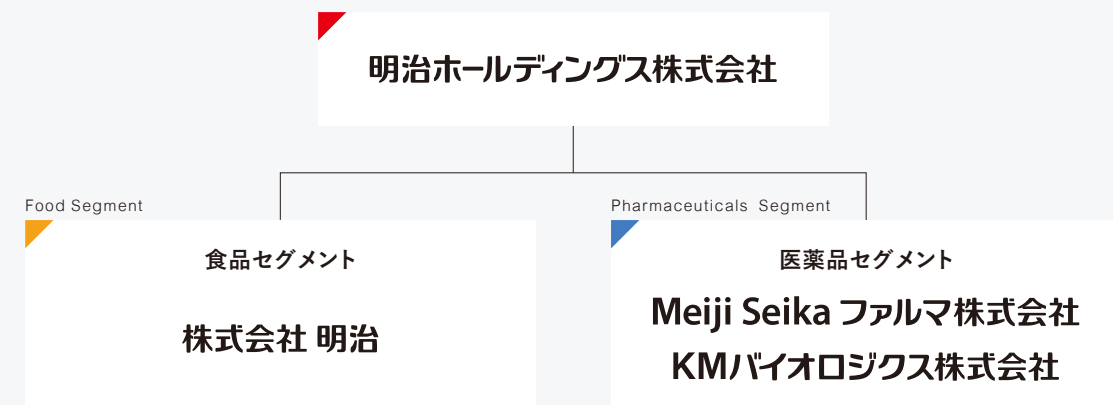 明治ホールディングス株式会社
Food Segment
食品セグメント
株式会社 明治
Pharmaceuticals Segment
医薬品セグメント
Meiji Seika ファルマ株式会社
KMバイオロジクス株式会社